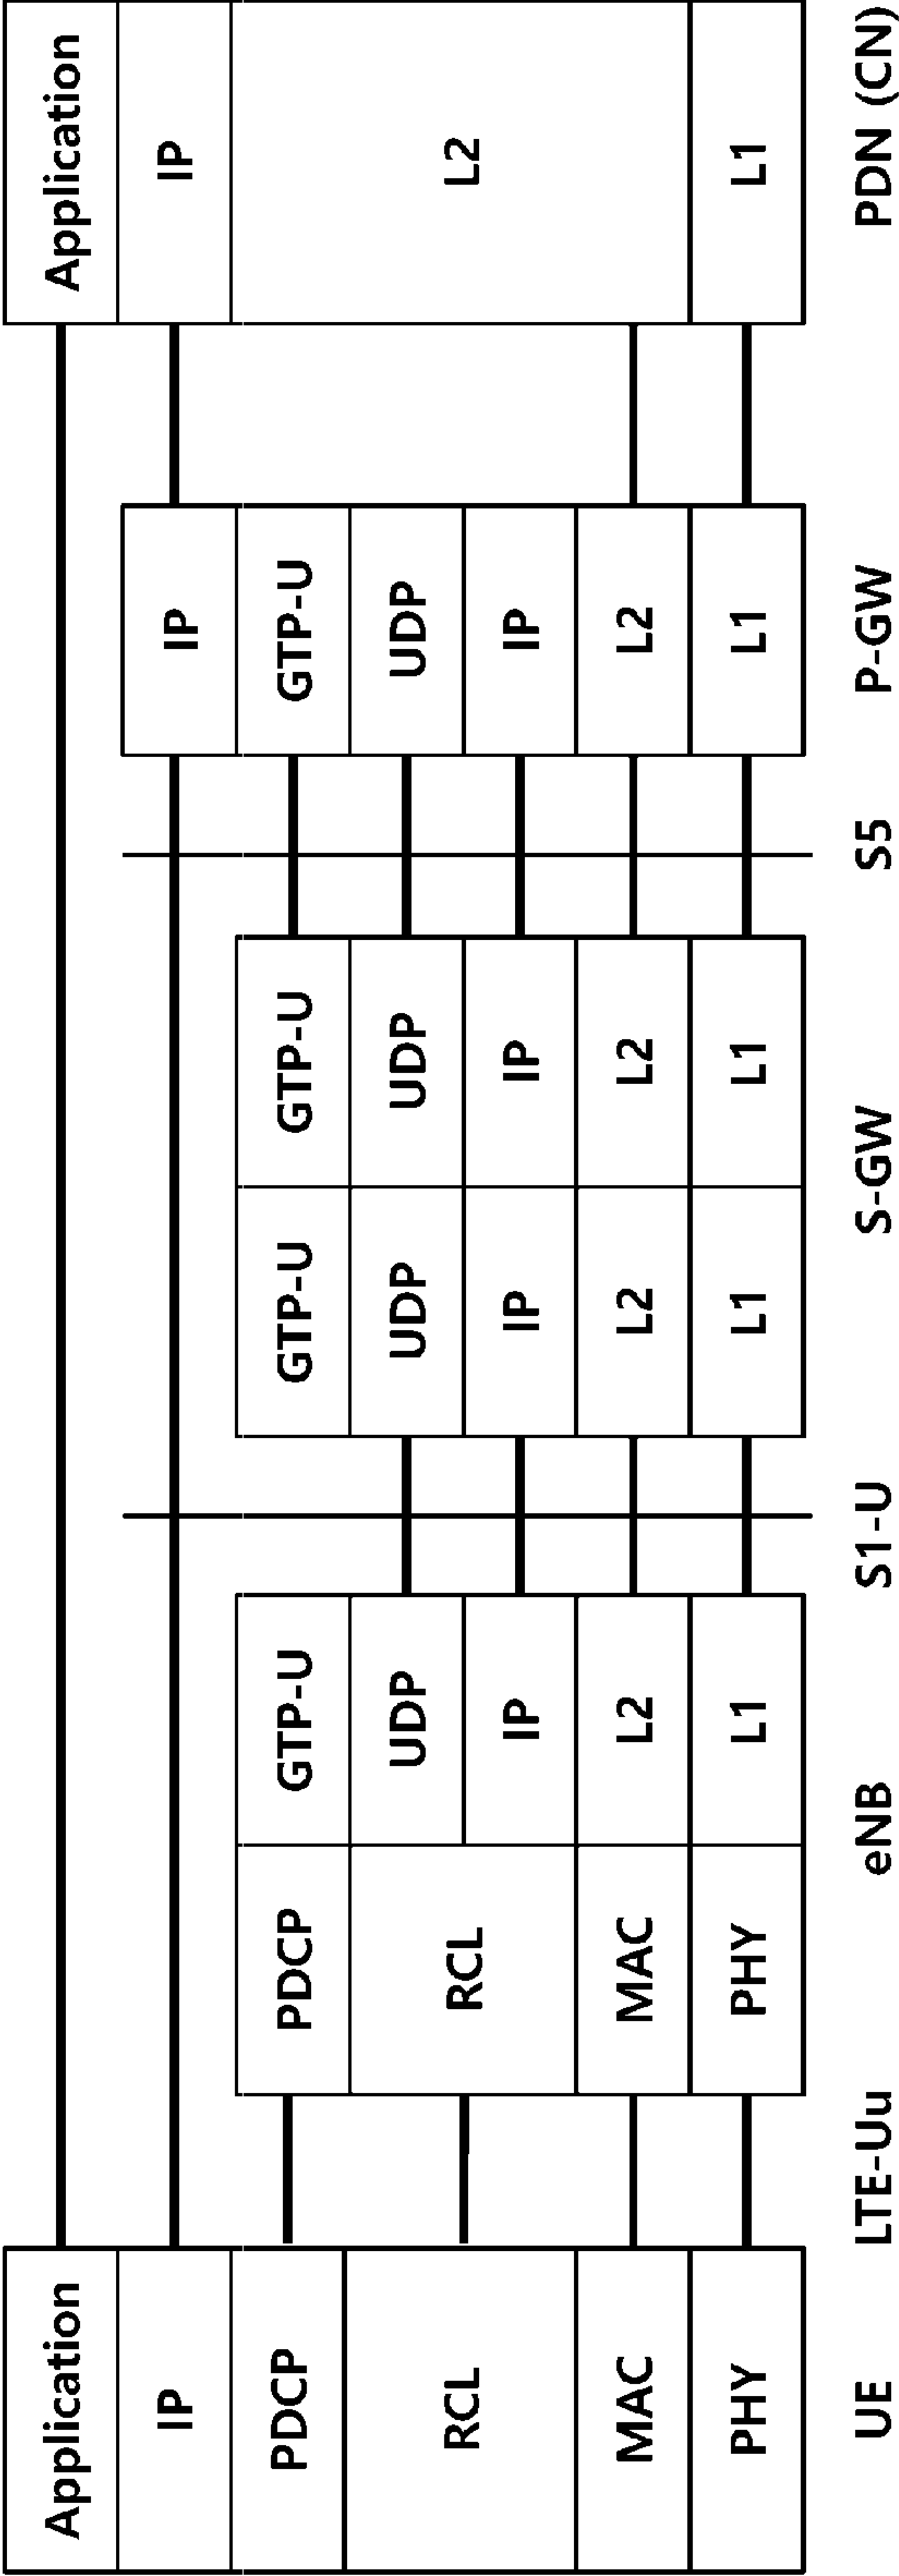 Application
IP
PDCP
RCL
MAC
PHY
UE
LTE-Uu
PDCP
RCL
MAC
PHY
GTP-U
UDP
IP
L2
L1
eNB
S1-U
GTP-U
UDP
IP
L2
L1
GTP-U
UDP
IP
L2
L1
S-GW
S5
IP
GTP-U
UDP
IP
L2
L1
P-GW
Application
IP
L2
L1
PDN (CN)